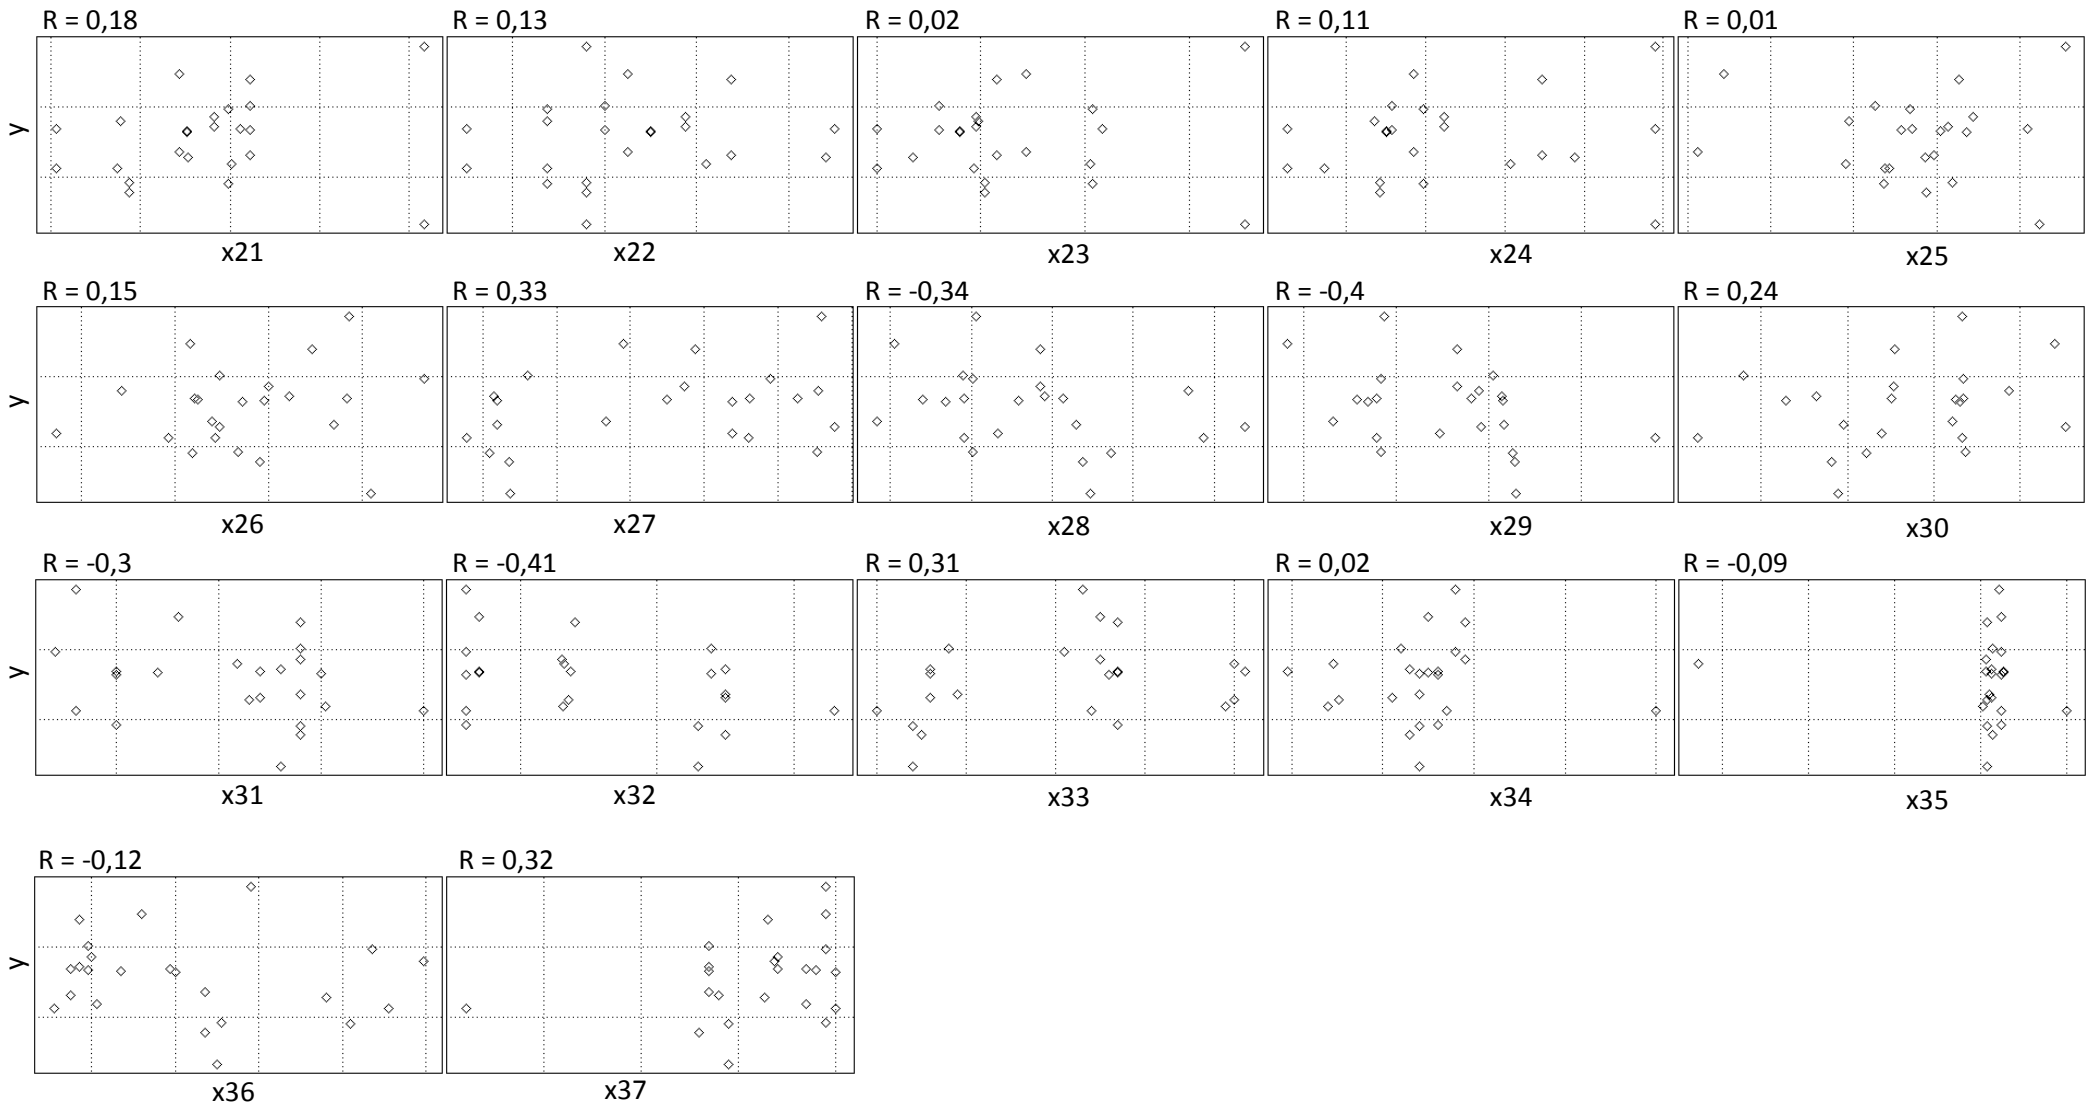 R = 0,18 R = 0,13 R = 0,02 R = 0,11 R = 0,01
y
x21 x22 x23 x24 x25
R = 0,15 R = 0,33 R = -0,34 R = -0,4 R = 0,24
y
x26 x27 x28 x29 x30
R = -0,3 R = -0,41 R = 0,31 R = 0,02 R = -0,09
y
x31 x32 x33 x34 x35
R = -0,12 R = 0,32
y
x36 x37